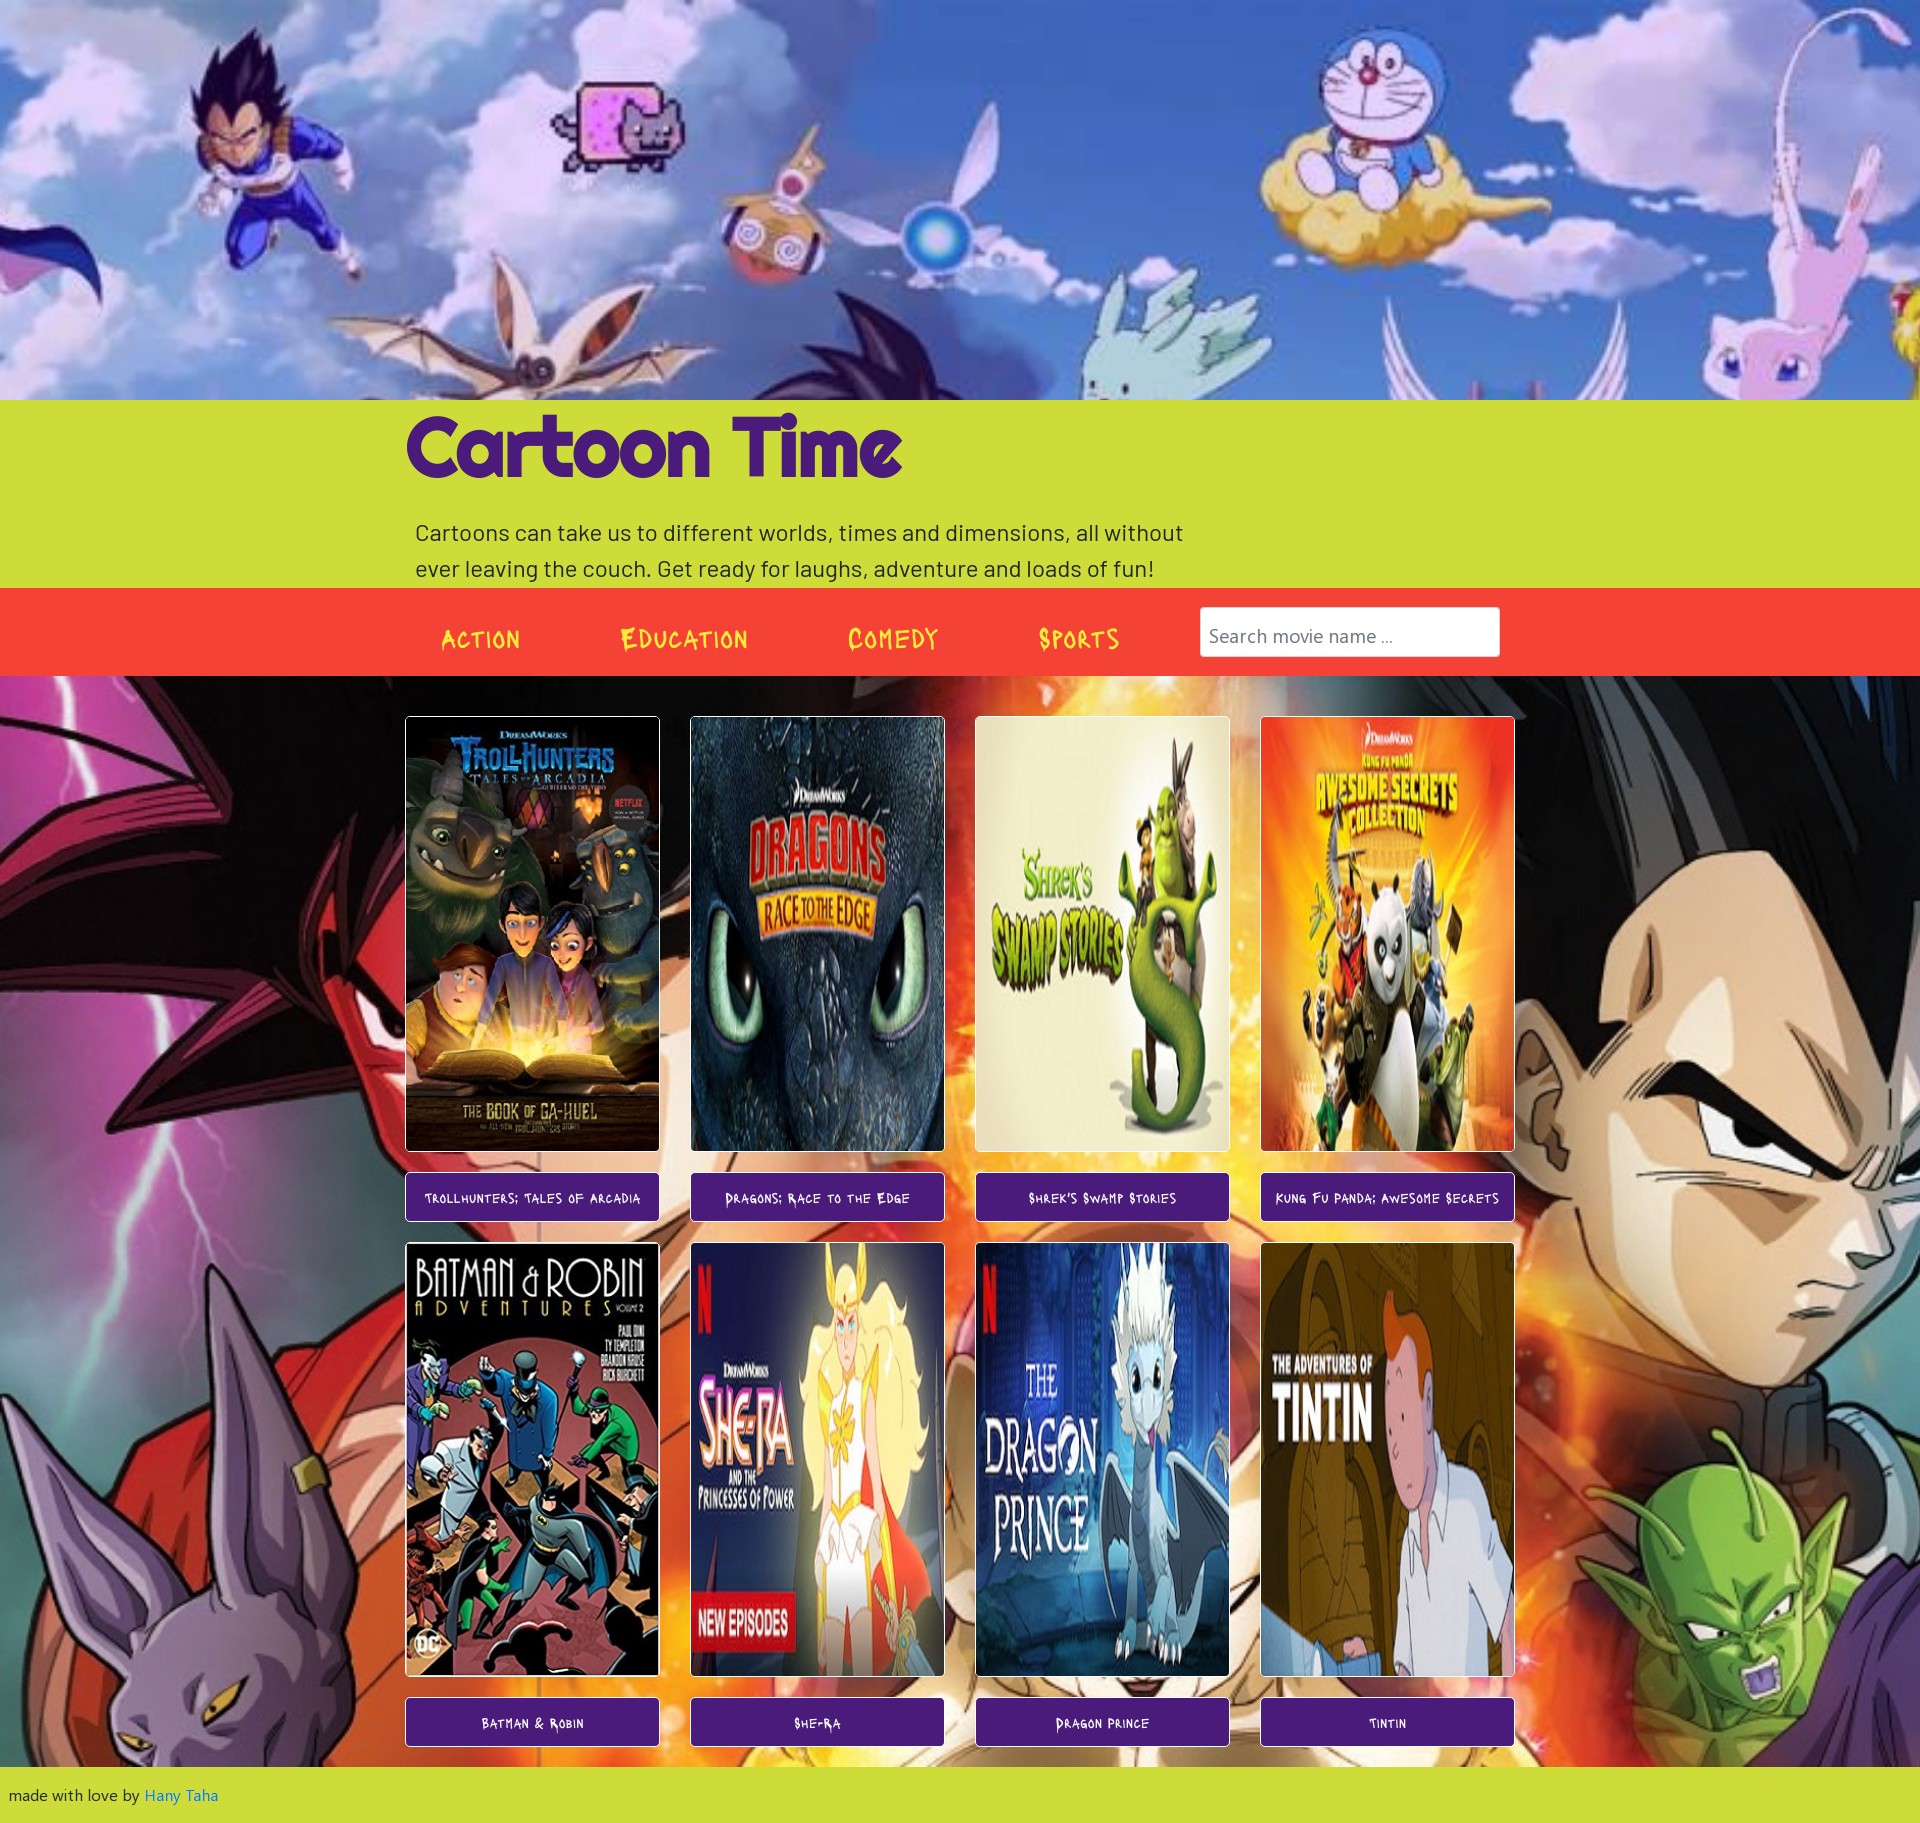 Cartoon Time
Cartoons can take us to different worlds, times and dimensions, all without
ever leaving the couch. Get ready for laughs, adventure and loads of fun!
Action
Education
Comedy
Sports
Search movie name ...
DreamWorks
TrollHunters
Tales of Arcadia
NETFLIX
The Book of Ga-Huel
DreamWorks
DRAGONS
RACE TO THE EDGE
Shrek's
Swamp Stories
DreamWorks
KUNG FU PANDA
AWESOME SECRETS
COLLECTION
Trollhunters: Tales of Arcadia
Dragons: Race to the Edge
Shrek's Swamp Stories
Kung Fu Panda: Awesome Secrets
BATMAN & ROBIN
ADVENTURES VOLUME 2
PAUL DINI
TY TEMPLETON
BRANDON KRUSE
RICK BURCHETT
DC
N
DreamWorks
SHE-RA
AND THE
PRINCESSES OF POWER
NEW EPISODES
N
THE
DRAGON
PRINCE
THE ADVENTURES OF
TINTIN
Batman & Robin
She-Ra
Dragon Prince
Tintin
made with love by Hany Taha